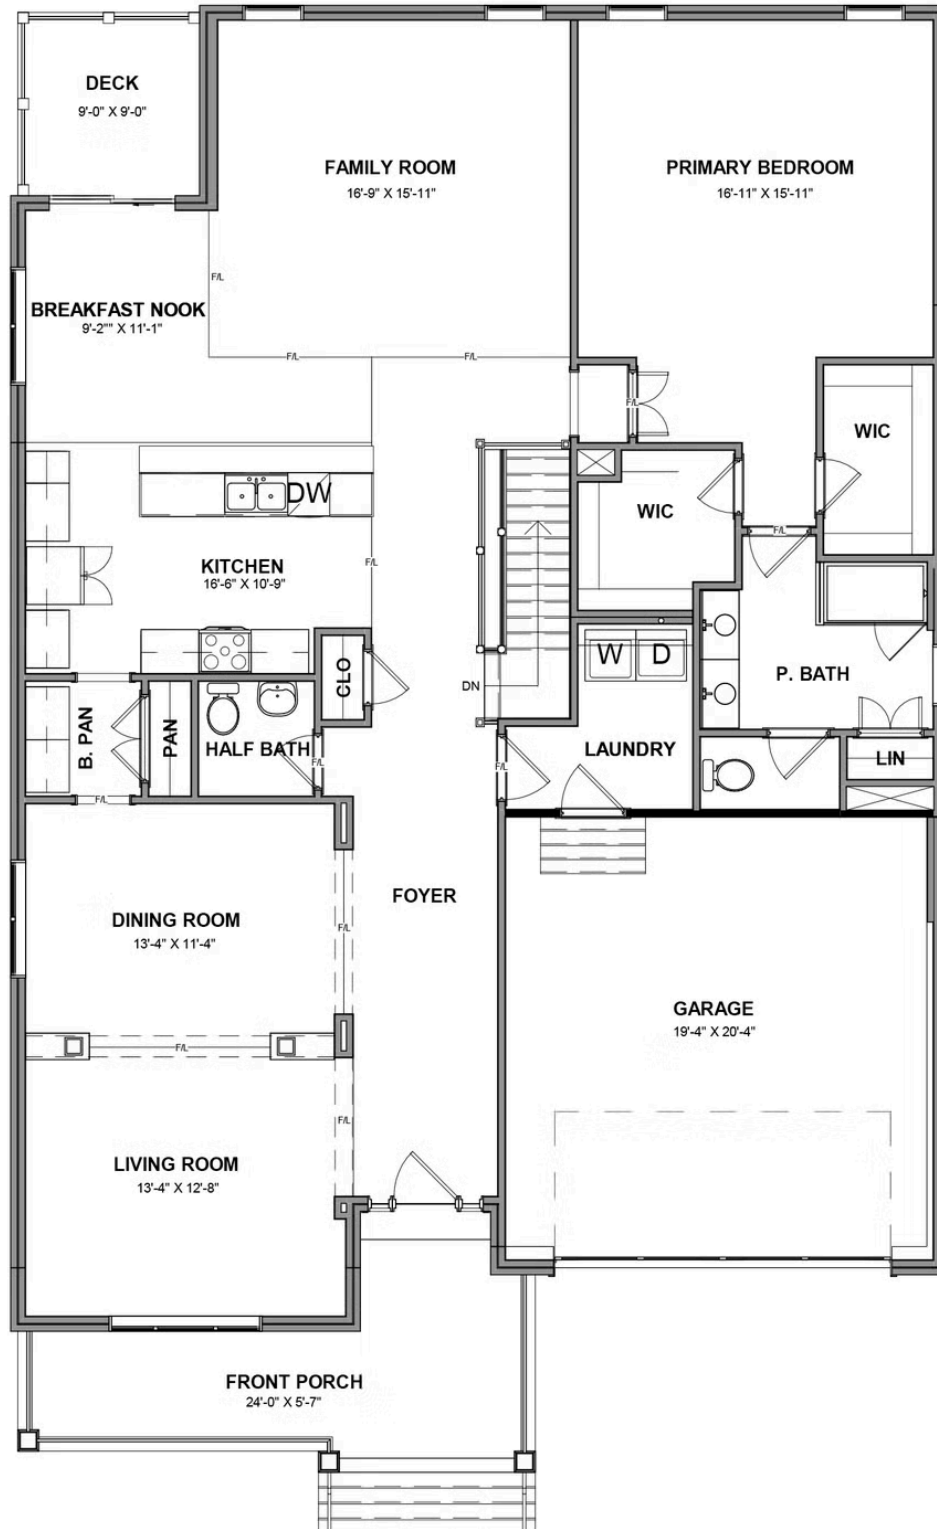 DECK
9'-0" X 9'-0"
FAMILY ROOM
16'-9" X 15'-11"
PRIMARY BEDROOM
16'-11" X 15'-11"
F/L
BREAKFAST NOOK
9'-2"" X 11'-1"
F/L
F/L
F/L
WIC
WIC
DW
F/L
KITCHEN
16'-6" X 10'-9"
F/L
W
D
CLO
P. BATH
DN
B. PAN
PAN
HALF BATH
LAUNDRY
F/L
F/L
LIN
F/L
FOYER
DINING ROOM
13'-4" X 11'-4"
F/L
GARAGE
19'-4" X 20'-4"
F/L
F/L
LIVING ROOM
13'-4" X 12'-8"
FRONT PORCH
24'-0" X 5'-7"